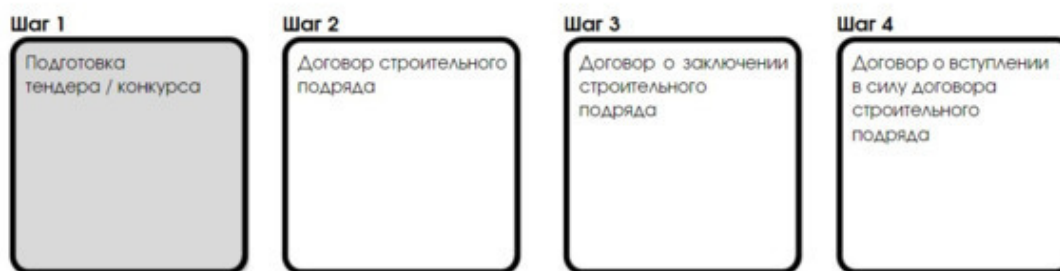 Шаг 1
Подготовка
тендера / конкурса
Шаг 2
Договор строительного
подряда
Шаг 3
Договор о заключении
строительного
подряда
Шаг 4
Договор о вступлении
в силу договора
строительного
подряда